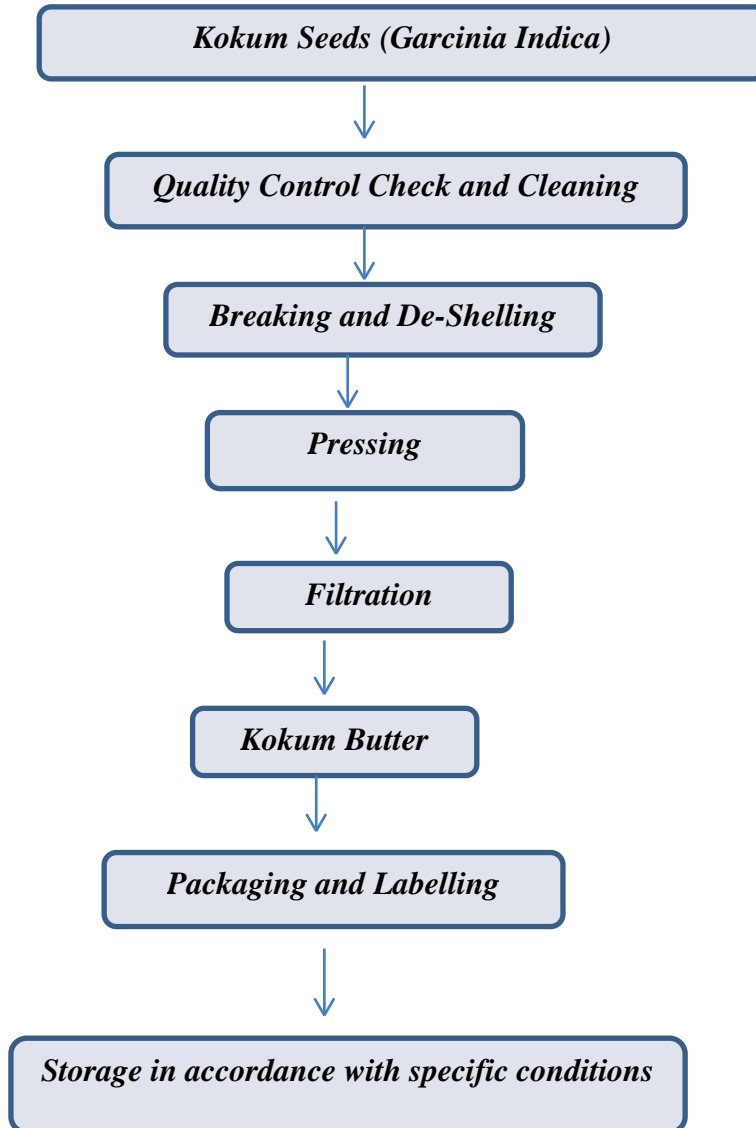 Kokum Seeds (Garcinia Indica)
Quality Control Check and Cleaning
Breaking and De-Shelling
Pressing
Filtration
Kokum Butter
Packaging and Labelling
Storage in accordance with specific conditions